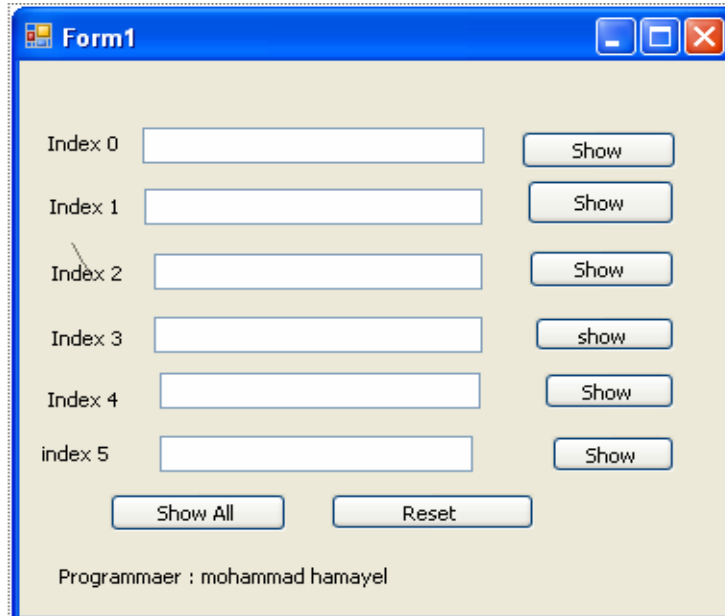 Form1
Index 0 Show
Index 1 Show
Index 2 Show
Index 3 show
Index 4 Show
index 5 Show
Show All Reset
Programmaer : mohammad hamayel